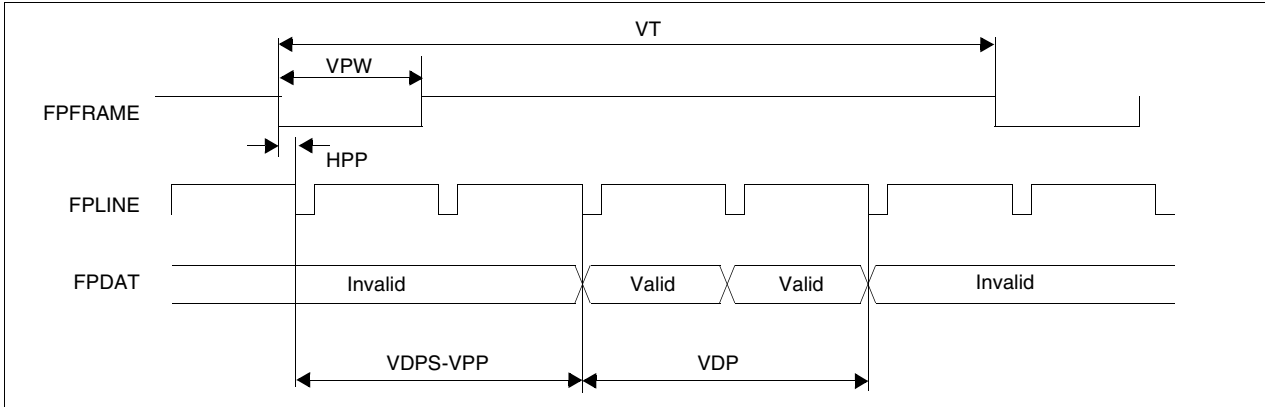 VT
VPW
FPFRAME
HPP
FPLINE
FPDAT Invalid Valid Valid Invalid
VDPS-VPP VDP